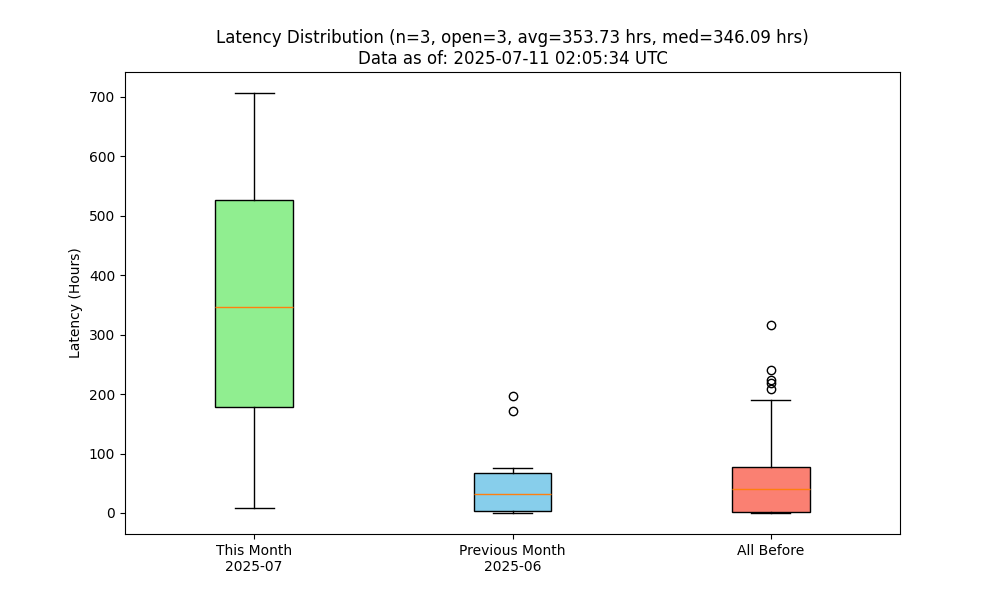 Latency Distribution (n=3, open=3, avg=353.73 hrs, med=346.09 hrs)
Data as of: 2025-07-11 02:05:34 UTC
700
600
500
400
300
200
100
0
Latency (Hours)
This Month
2025-07
Previous Month
2025-06
All Before